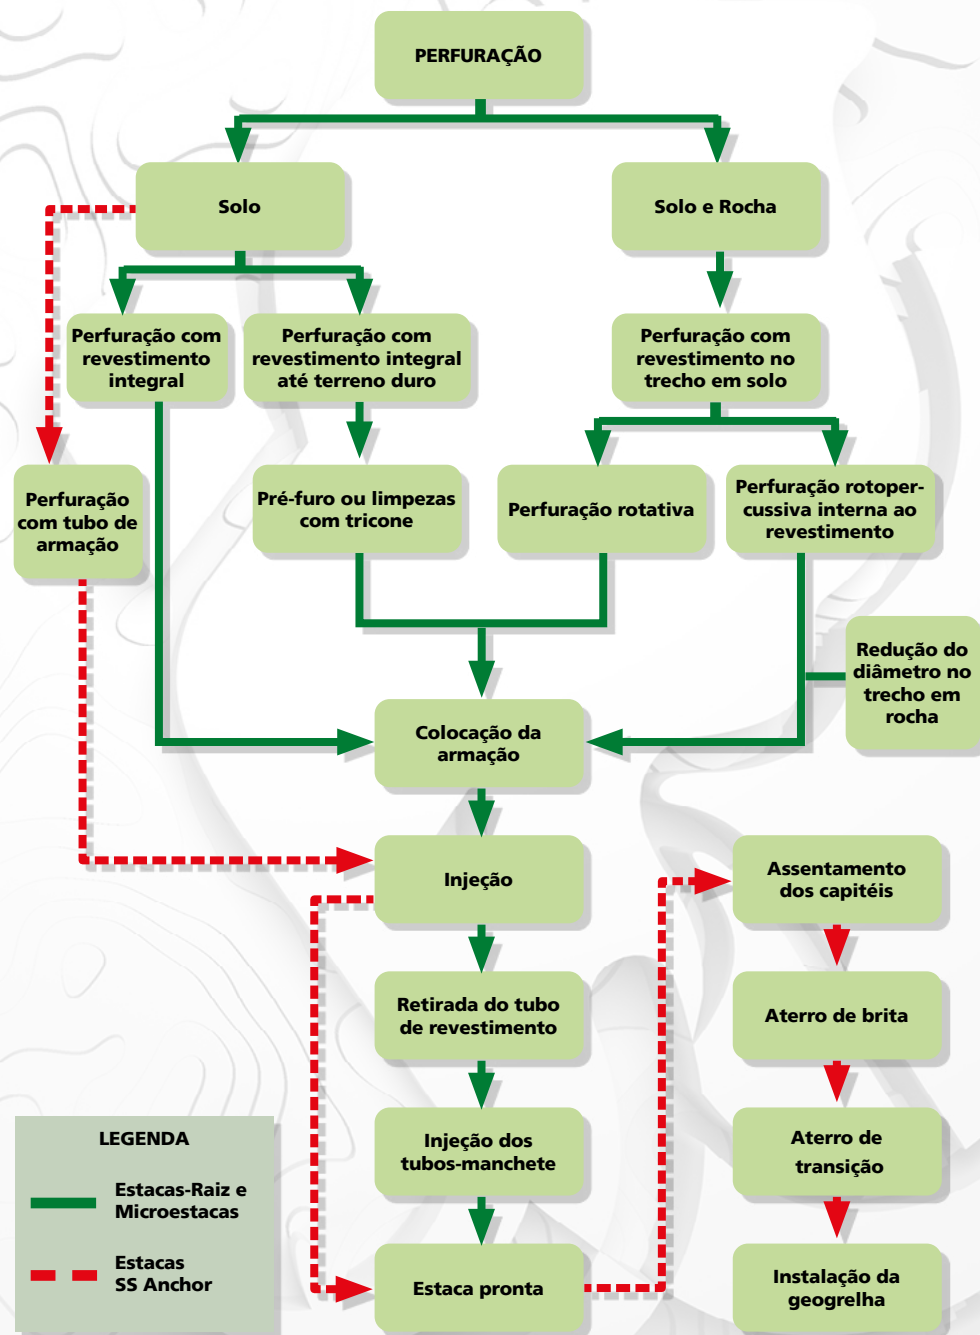 PERFURAÇÃO
Solo
Solo e Rocha
Perfuração com
revestimento
integral
Perfuração com
revestimento integral
até terreno duro
Perfuração com
revestimento no
trecho em solo
Perfuração
com tubo de
armação
Pré-furo ou limpezas
com tricone
Perfuração rotativa
Perfuração rotoper-
cussiva interna ao
revestimento
Redução do
diâmetro no
trecho em
rocha
Colocação da
armação
Injeção
Assentamento
dos capitéis
Retirada do tubo
de revestimento
Aterro de brita
Injeção dos
tubos-manchete
Aterro de
transição
Estaca pronta
Instalação da
geogrelha
LEGENDA
Estacas-Raiz e
Microestacas
Estacas
SS Anchor